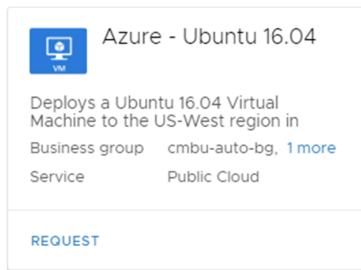 Azure - Ubuntu 16.04
VM
Deploys a Ubuntu 16.04 Virtual
Machine to the US-West region in
Business group cmbu-auto-bg, 1 more
Service Public Cloud
REQUEST